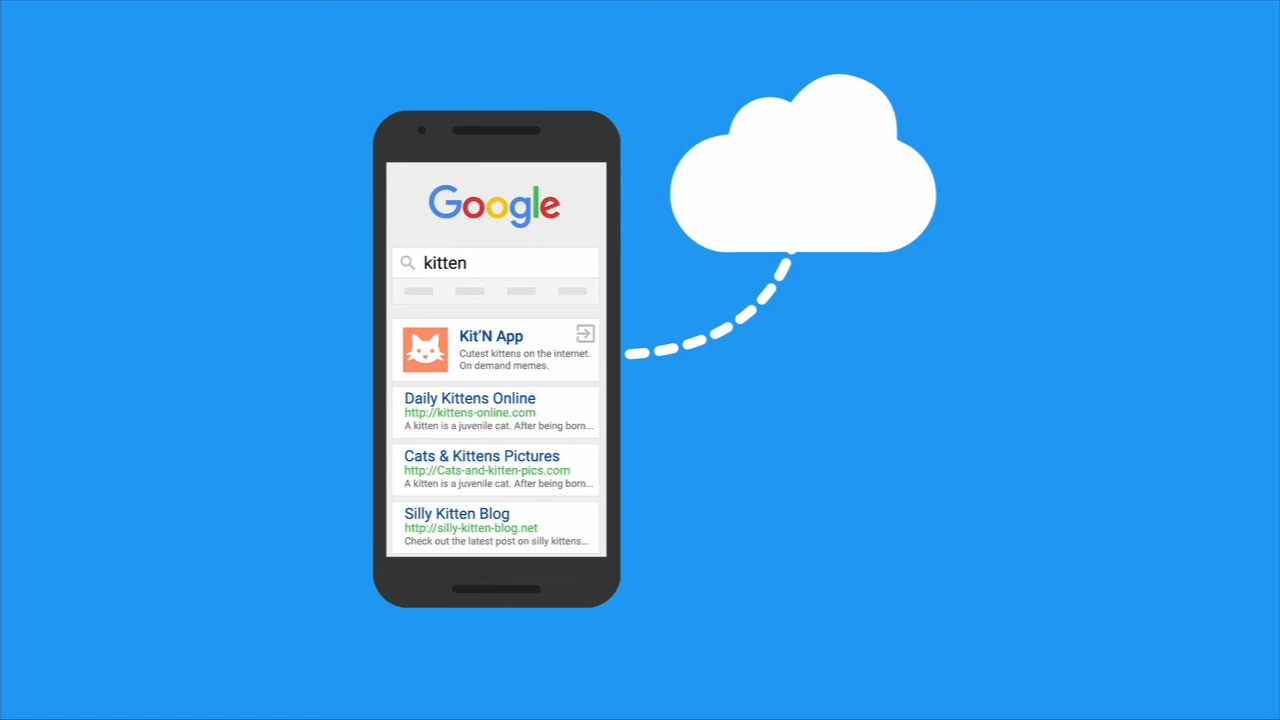 Google
kitten
Kit'N App
Cutest kittens on the internet.
On demand memes.
Daily Kittens Online
http://kittens-online.com
A kitten is a juvenile cat. After being born...
Cats & Kittens Pictures
http://Cats-and-kitten-pics.com
A kitten is a juvenile cat. After being born...
Silly Kitten Blog
http://silly-kitten-blog.net
Check out the latest post on silly kittens...